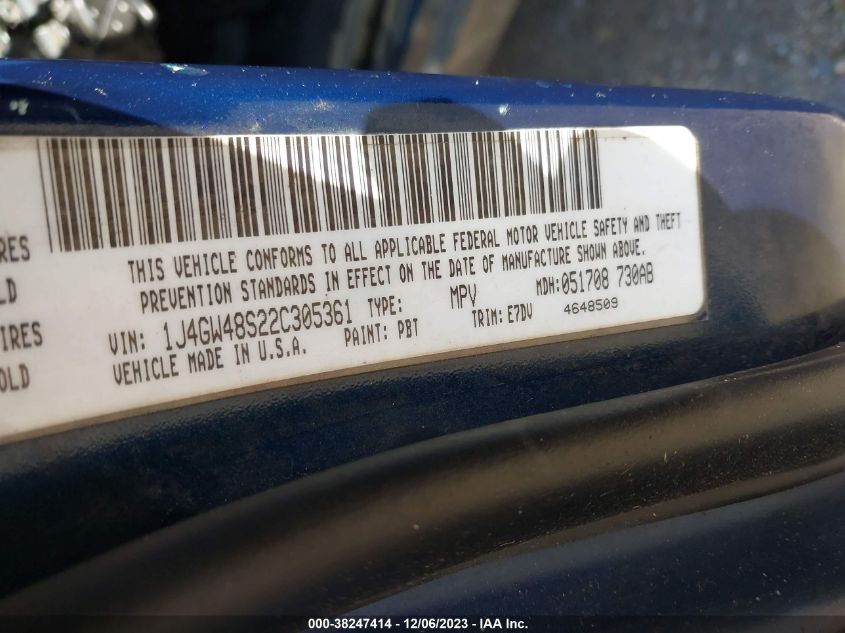 THIS VEHICLE CONFORMS TO ALL APPLICABLE FEDERAL MOTOR VEHICLE SAFETY AND THEFT
PREVENTION STANDARDS IN EFFECT ON THE DATE OF MANUFACTURE SHOWN ABOVE.
IRES
LD
VIN: 1J4GW48S22C305361 TYPE: MPV MDH: 051708 730AB
IRES
VEHICLE MADE IN U.S.A. PAINT: PBT TRIM: E7DV 4648509
OLD
000-38247414 - 12/06/2023 - IAA Inc.